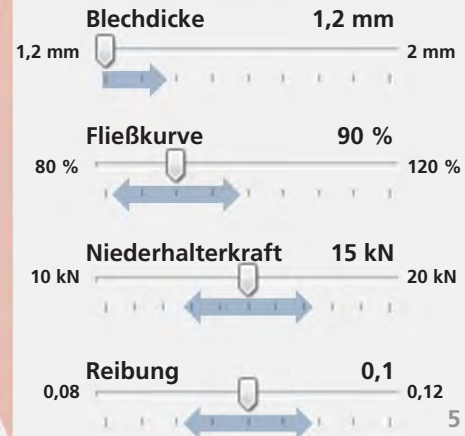 Blechdicke 1,2 mm
1,2 mm 2 mm
Fließkurve 90 %
80 % 120 %
Niederhalterkraft 15 kN
10 kN 20 kN
Reibung 0,1
0,08 0,12
5